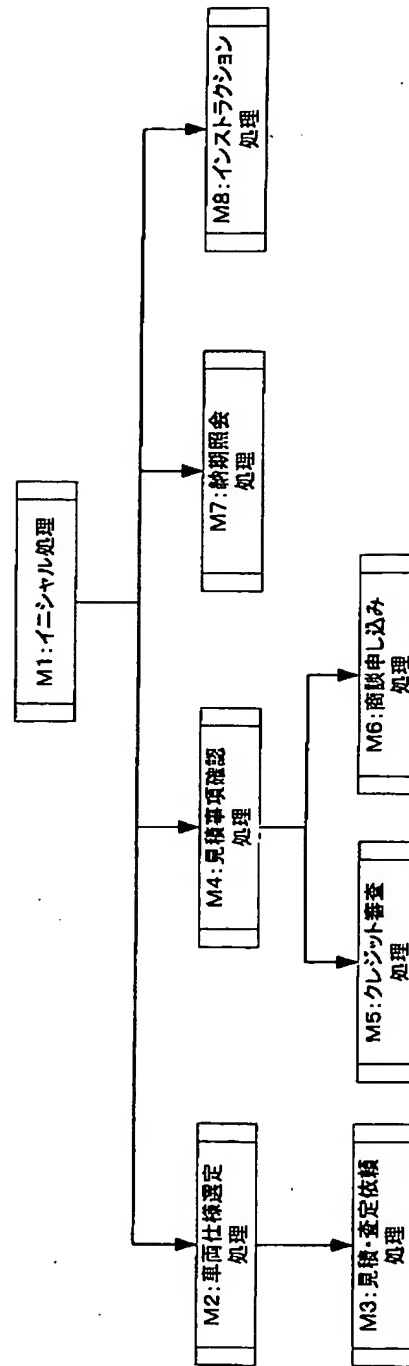 M1:イニシャル処理
M2:車両仕様選定
処理
M4:見積事項確認
処理
M7:納期照会
処理
M8:インストラクション
処理
M3:見積・査定依頼
処理
M5:クレジット審査
処理
M6:商談申し込み
処理